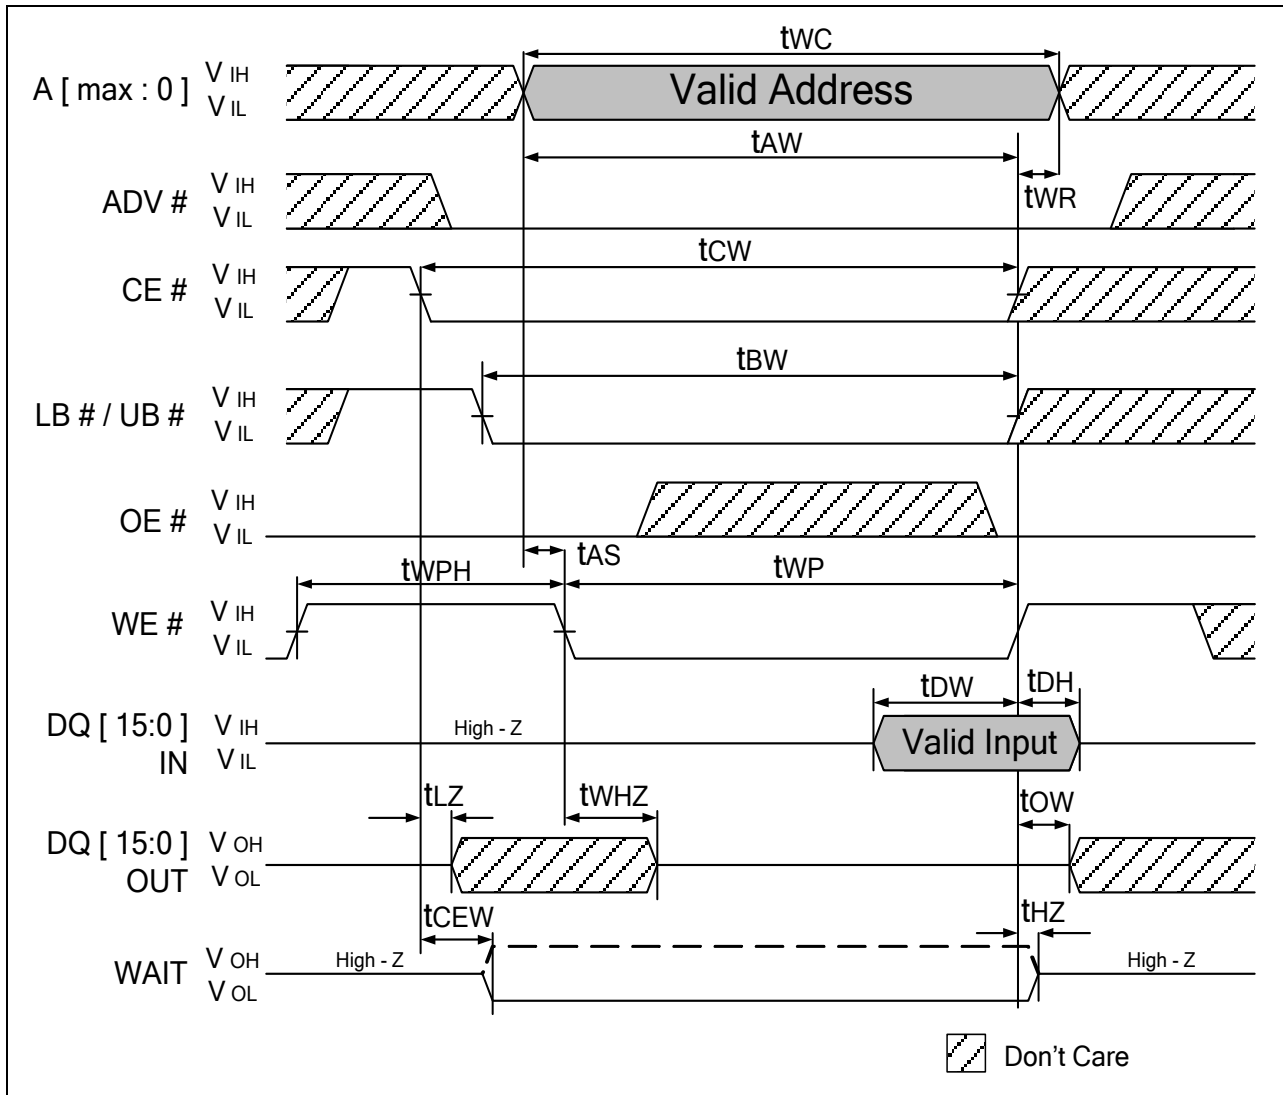 tWC
A [ max : 0 ] V IH
V IL
Valid Address
tAW
tWR
ADV # V IH
V IL
tCW
CE # V IH
V IL
tBW
LB # / UB # V IH
V IL
OE # V IH
V IL
tAS
tWPH
tWP
WE # V IH
V IL
tDW
tDH
DQ [ 15:0 ] V IH
IN V IL
High - Z
Valid Input
tLZ
tWHZ
tOW
DQ [ 15:0 ] V OH
OUT V OL
tCEW
tHZ
WAIT V OH
V OL
High - Z
High - Z
Don't Care